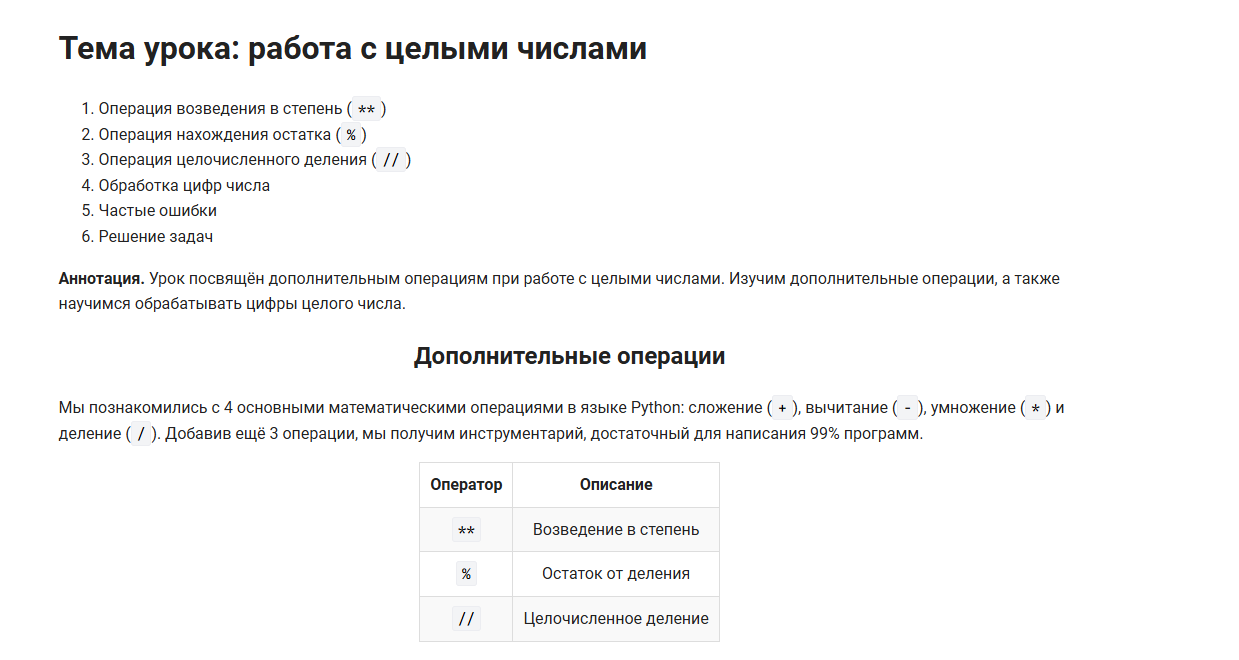 Тема урока: работа с целыми числами
1. Операция возведения в степень ( ** )
2. Операция нахождения остатка ( % )
3. Операция целочисленного деления ( // )
4. Обработка цифр числа
5. Частые ошибки
6. Решение задач
Аннотация. Урок посвящён дополнительным операциям при работе с целыми числами. Изучим дополнительные операции, а также
научимся обрабатывать цифры целого числа.
Дополнительные операции
Мы познакомились с 4 основными математическими операциями в языке Python: сложение ( + ), вычитание ( - ), умножение ( * ) и
деление ( / ). Добавив ещё 3 операции, мы получим инструментарий, достаточный для написания 99% программ.
Оператор Описание
** Возведение в степень
% Остаток от деления
// Целочисленное деление